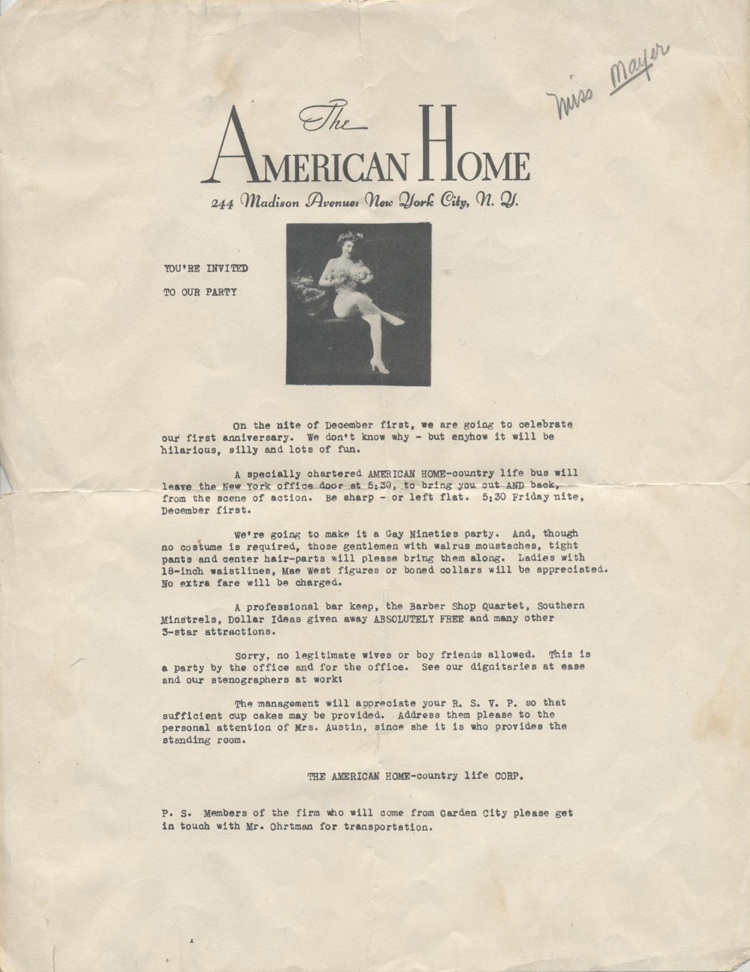 Miss Mayer
The
AMERICAN HOME
244 Madison Avenue, New York City, N. Y.
YOU'RE INVITED
TO OUR PARTY
On the nite of December first, we are going to celebrate
our first anniversary. We don't know why - but enyhow it will be
hilarious, silly and lots of fun.
A specially chartered AMERICAN HOME-country life bus will
leave the New York office door at 5:30, to bring you out AND back,
from the scene of action. Be sharp - or left flat. 5:30 Friday nite,
December first.
We're going to make it a Gay Nineties party. And, though
no costume is required, those gentlemen with walrus moustaches, tight
pants and center hair-parts will please bring them along. Ladies with
18-inch waistlines, Mae West figures or boned collars will be appreciated.
No extra fare will be charged.
A professional bar keep, the Barber Shop Quartet, Southern
Minstrels, Dollar Ideas given away ABSOLUTELY FREE and many other
3-star attractions.
Sorry, no legitimate wives or boy friends allowed. This is
a party by the office and for the office. See our dignitaries at ease
and our stenographers at work!
The management will appreciate your R. S. V. P. so that
sufficient cup cakes may be provided. Address them please to the
personal attention of Mrs. Austin, since she it is who provides the
standing room.
THE AMERICAN HOME-country life CORP.
P. S. Members of the firm who will come from Garden City please get
in touch with Mr. Ohrtman for transportation.